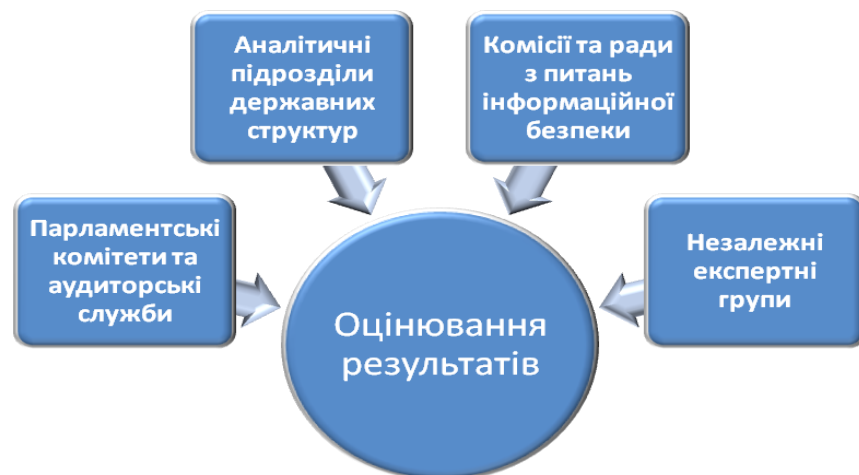 Аналітичні
підрозділи
державних
структур
Комісії та ради
з питань
інформаційної
безпеки
Парламентські
комітети та
аудиторські
служби
Незалежні
експертні
групи
Оцінювання
результатів